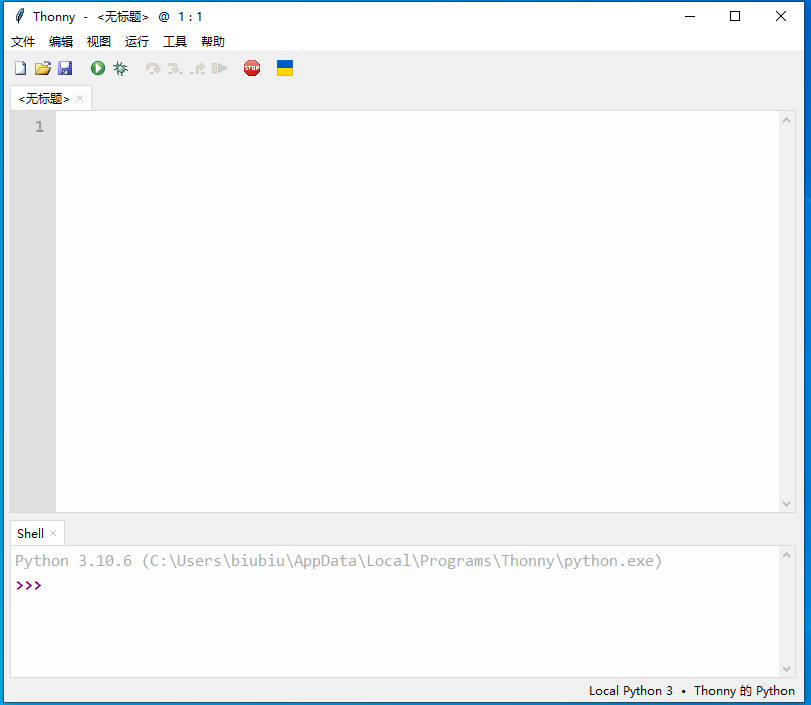 Thonny - <无标题> @ 1 : 1
文件 编辑 视图 运行 工具 帮助
STOP
<无标题> ×
1
Shell ×
Python 3.10.6 (C:\Users\biubiu\AppData\Local\Programs\Thonny\python.exe)
>>>
Local Python 3 • Thonny 的 Python